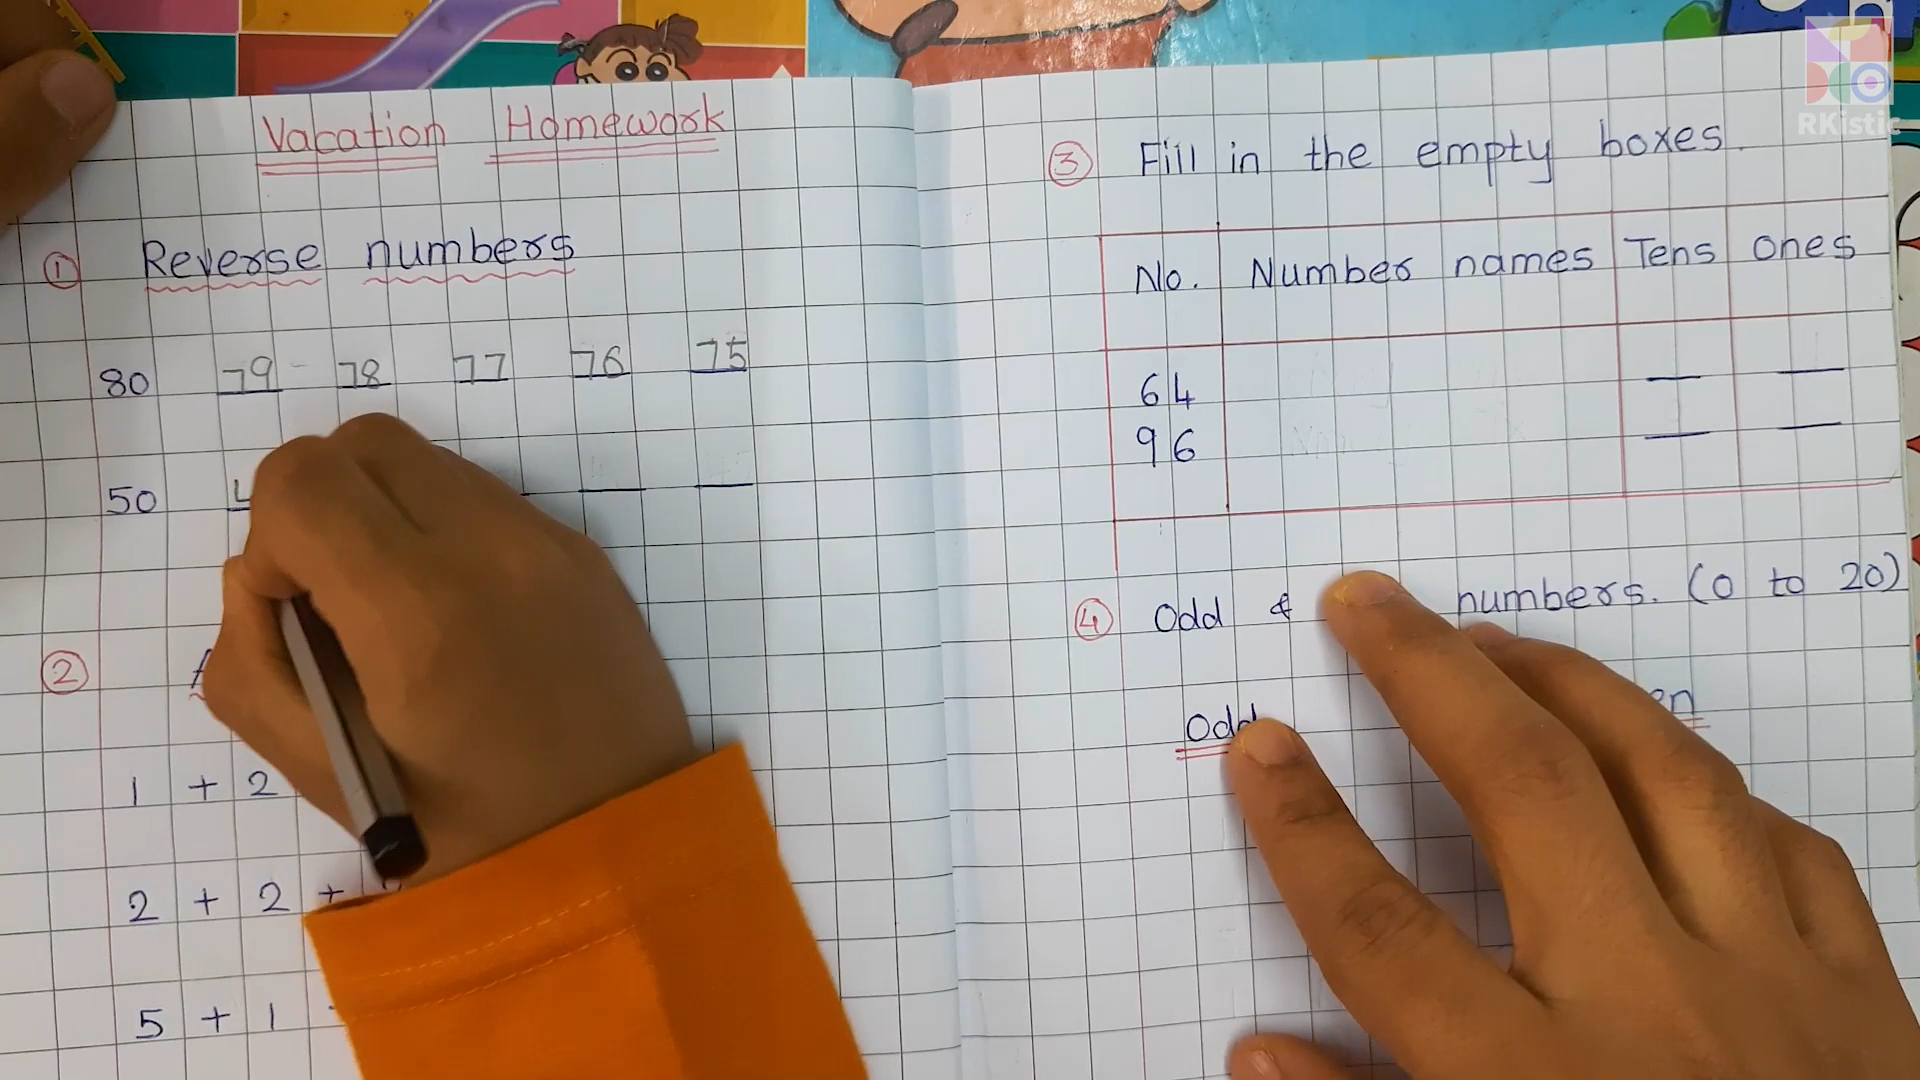 Vacation Homework
① Reverse numbers
80 79 78 77 76 75
50 4
②
1 + 2
2 + 2 +
5 + 1
③ Fill in the empty boxes.
No. Number names Tens ones
64
96
④ Odd & numbers. (0 to 20)
Odd
RKistic